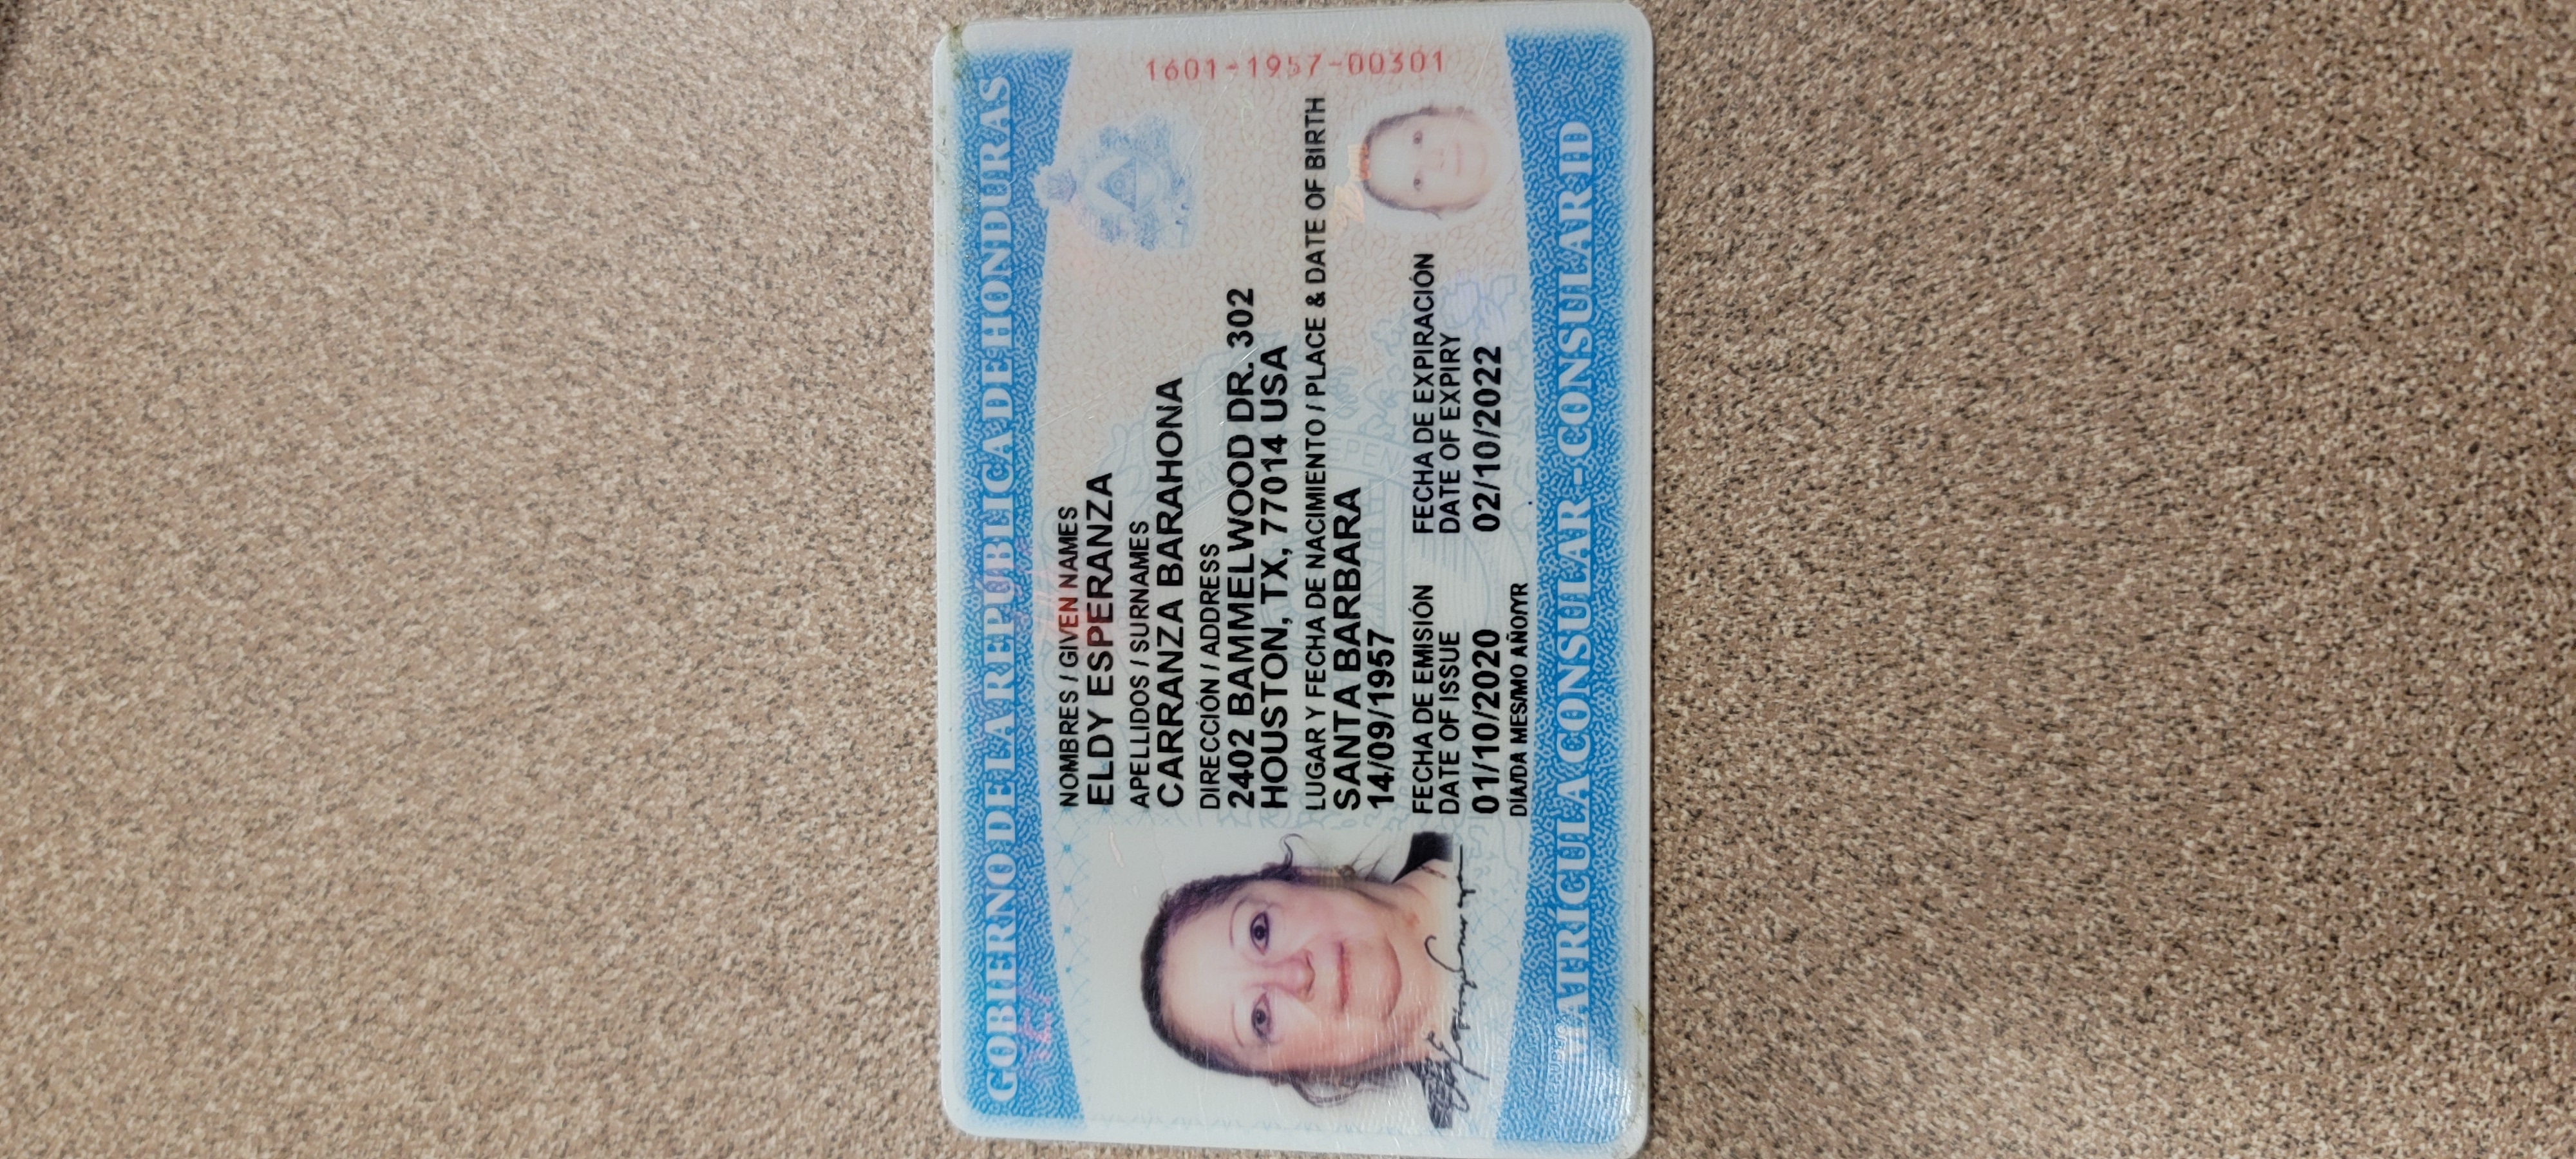 GOBIERNO DE LA REPÚBLICA DE HONDURAS
1601-1957-00301
NOMBRES / GIVEN NAMES
ELDY ESPERANZA
APELLIDOS / SURNAMES
CARRANZA BARAHONA
DIRECCIÓN / ADDRESS
2402 BAMMELWOOD DR. 302
HOUSTON, TX, 77014 USA
LUGAR Y FECHA DE NACIMIENTO / PLACE & DATE OF BIRTH
SANTA BARBARA
14/09/1957
FECHA DE EMISIÓN FECHA DE EXPIRACIÓN
DATE OF ISSUE DATE OF EXPIRY
01/10/2020 02/10/2022
DÍA/DA MES/MO AÑO/YR
MATRÍCULA CONSULAR - CONSULAR ID